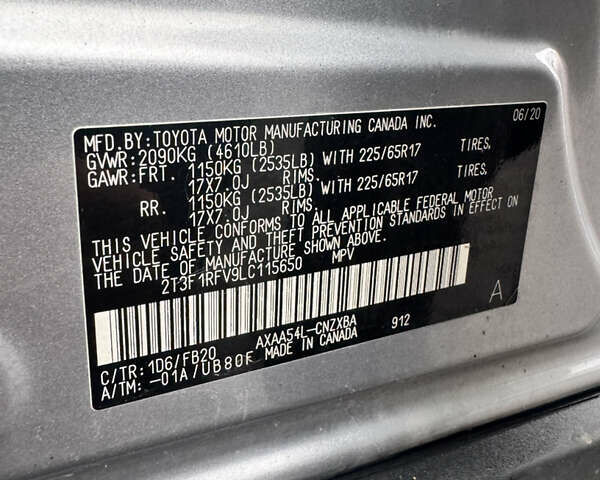 06/20
MFD.BY:TOYOTA MOTOR MANUFACTURING CANADA INC.
GVWR:2090KG (4610LB)
GAWR:FRT. 1150KG (2535LB) WITH 225/65R17 TIRES,
17X7.0J RIMS.
RR. 1150KG (2535LB) WITH 225/65R17 TIRES,
17X7.0J RIMS.
THIS VEHICLE CONFORMS TO ALL APPLICABLE FEDERAL MOTOR
VEHICLE SAFETY AND THEFT PREVENTION STANDARDS IN EFFECT ON
THE DATE OF MANUFACTURE SHOWN ABOVE.
2T3F1RFV9LC115650 MPV
A
AXAA54L-CNZXBA 912
C/TR:1D6/FB20 MADE IN CANADA
A/TM:-01A/UB80F